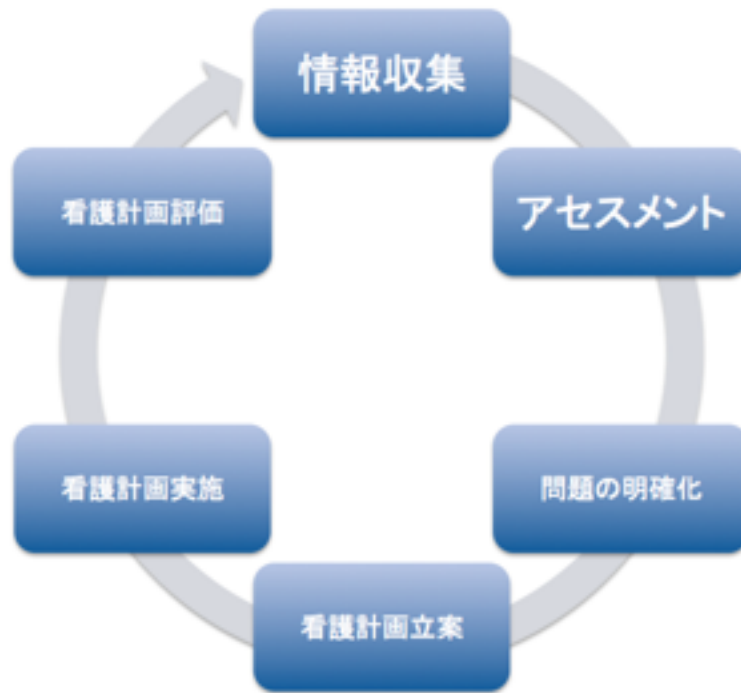 情報収集
アセスメント
問題の明確化
看護計画立案
看護計画実施
看護計画評価